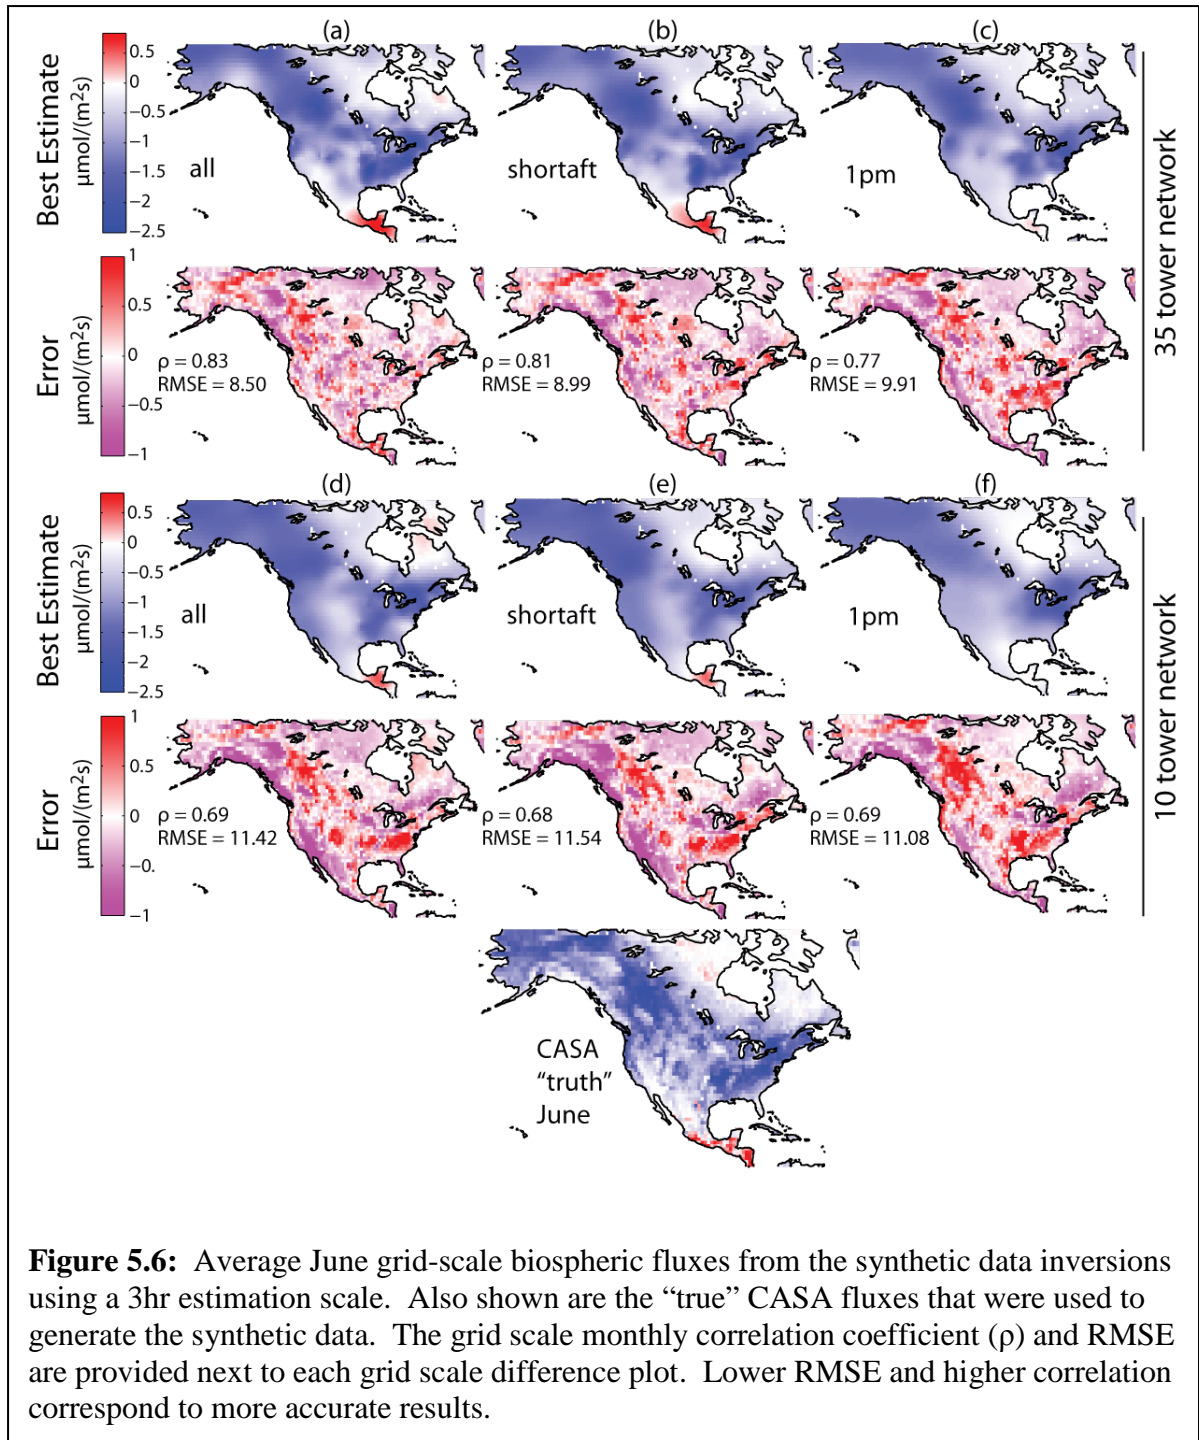 (a) (b) (c)
Best Estimate
μmol/(m²s)
0.5
0
−0.5
−1
−1.5
−2
−2.5
all
shortaft
1pm
35 tower network
Error
μmol/(m²s)
1
0.5
0
−0.5
−1
ρ = 0.83
RMSE = 8.50
ρ = 0.81
RMSE = 8.99
ρ = 0.77
RMSE = 9.91
(d) (e) (f)
Best Estimate
μmol/(m²s)
0.5
0
−0.5
−1
−1.5
−2
−2.5
all
shortaft
1pm
10 tower network
Error
μmol/(m²s)
1
0.5
0
−0.
−1
ρ = 0.69
RMSE = 11.42
ρ = 0.68
RMSE = 11.54
ρ = 0.69
RMSE = 11.08
CASA
“truth”
June
Figure 5.6: Average June grid-scale biospheric fluxes from the synthetic data inversions
using a 3hr estimation scale. Also shown are the “true” CASA fluxes that were used to
generate the synthetic data. The grid scale monthly correlation coefficient (ρ) and RMSE
are provided next to each grid scale difference plot. Lower RMSE and higher correlation
correspond to more accurate results.